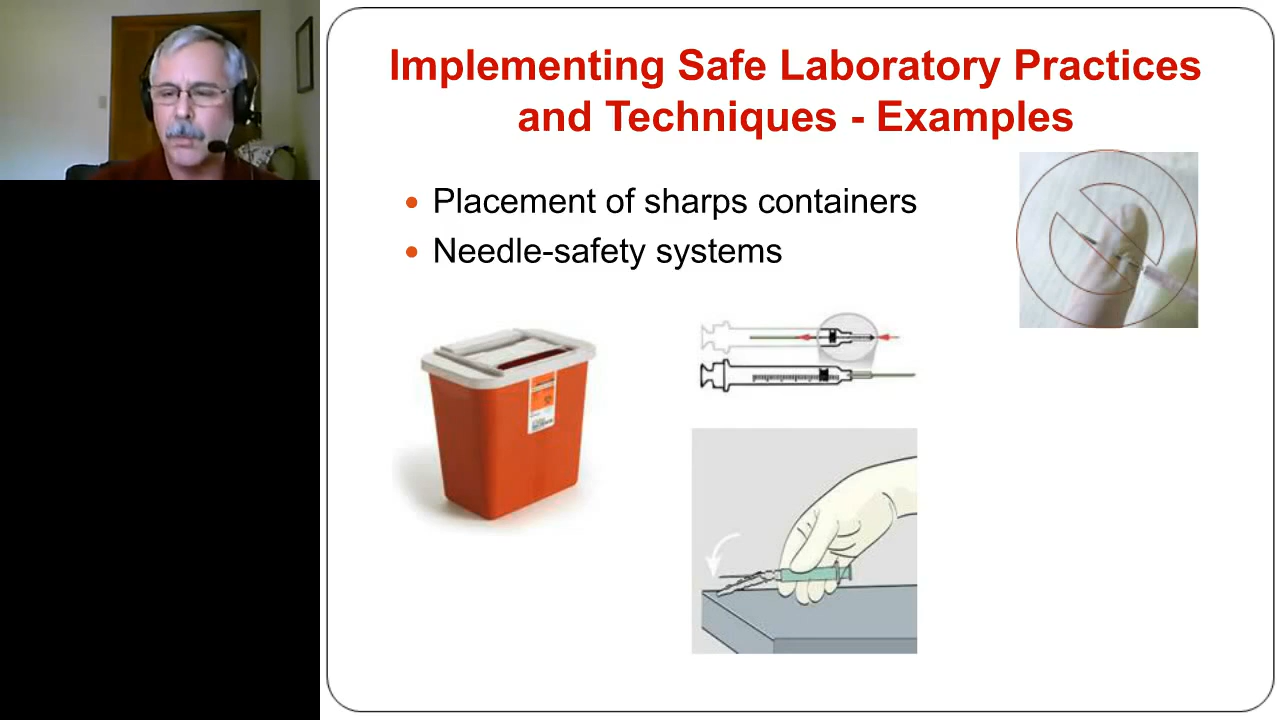 Implementing Safe Laboratory Practices
and Techniques - Examples
Placement of sharps containers
Needle-safety systems